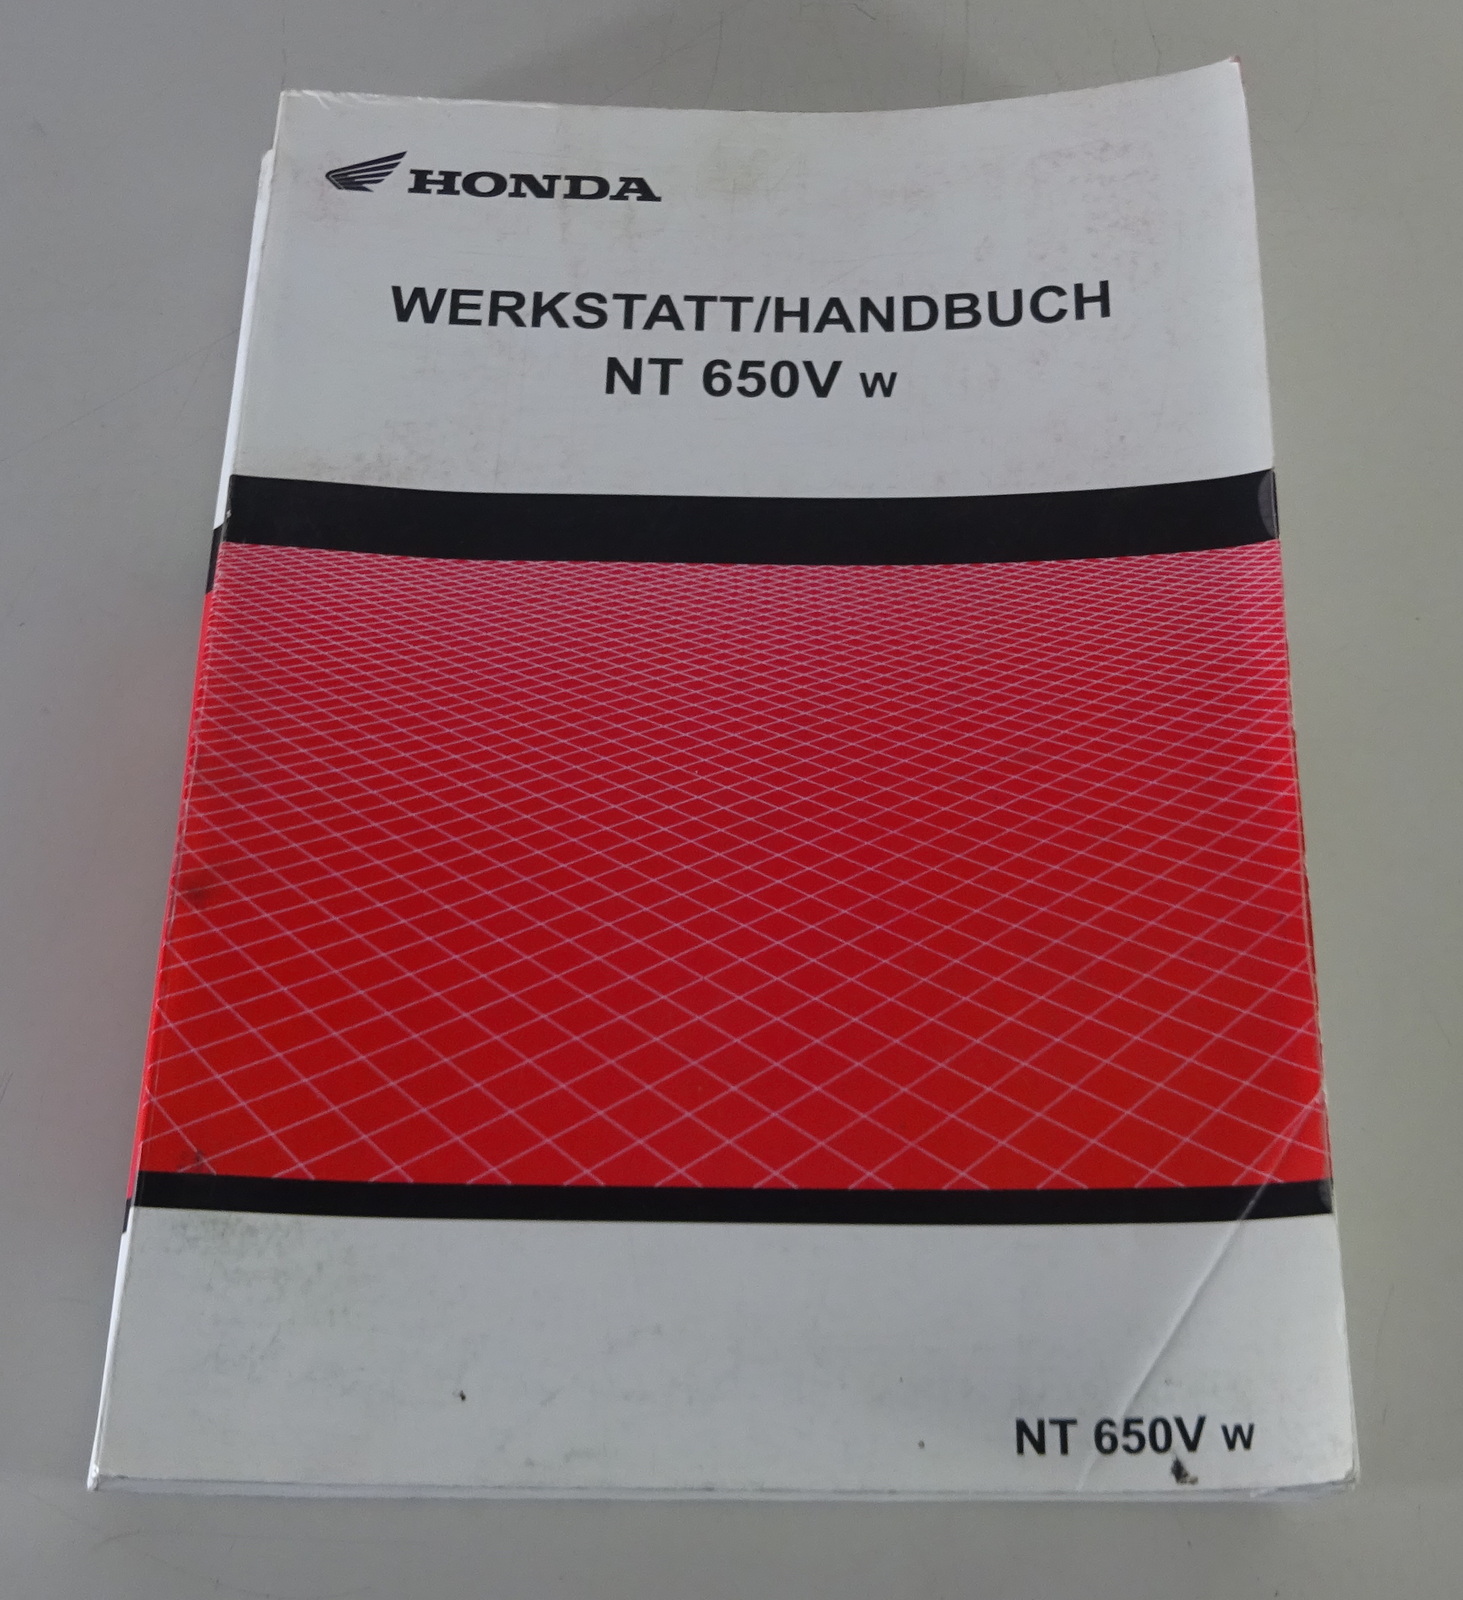 HONDA
WERKSTATT/HANDBUCH
NT 650V W
NT 650V W